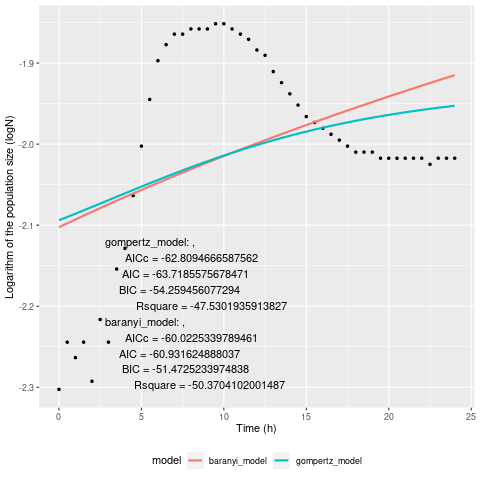 -1.9
-2.0
-2.1
-2.2
-2.3
Logarithm of the population size (logN)
gompertz_model: ,
AICc = -62.8094666587562
AIC = -63.7185575678471
BIC = -54.259456077294
Rsquare = -47.5301935913827
baranyi_model: ,
AICc = -60.0225339789461
AIC = -60.931624888037
BIC = -51.4725233974838
Rsquare = -50.3704102001487
0 5 10 15 20 25
Time (h)
model baranyi_model gompertz_model